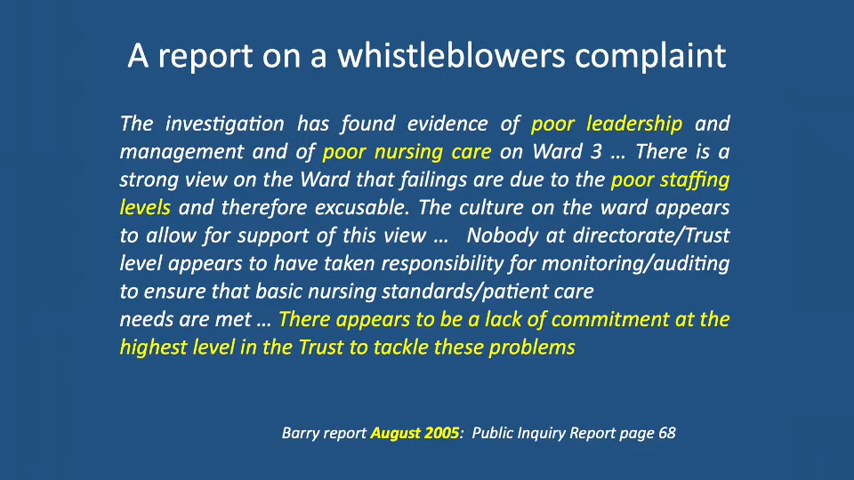 A report on a whistleblowers complaint
The investigation has found evidence of poor leadership and
management and of poor nursing care on Ward 3 … There is a
strong view on the Ward that failings are due to the poor staffing
levels and therefore excusable. The culture on the ward appears
to allow for support of this view … Nobody at directorate/Trust
level appears to have taken responsibility for monitoring/auditing
to ensure that basic nursing standards/patient care
needs are met … There appears to be a lack of commitment at the
highest level in the Trust to tackle these problems
Barry report August 2005: Public Inquiry Report page 68